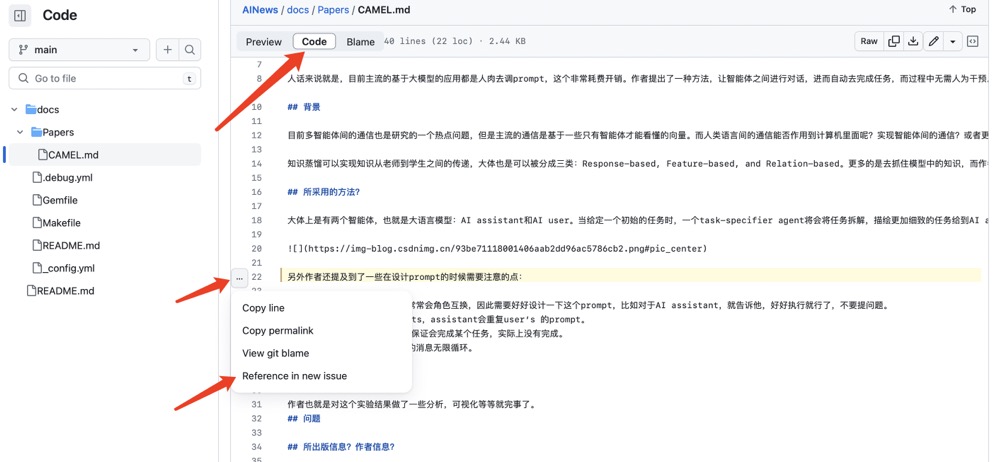 Code
main
Go to file
t
docs
Papers
CAMEL.md
.debug.yml
Gemfile
Makefile
README.md
_config.yml
README.md
AINews / docs / Papers / CAMEL.md
Top
Preview
Code
Blame
40 lines (22 loc) · 2.44 KB
Raw
7
8 人话来说就是，目前主流的基于大模型的应用都是人肉去调prompt，这个非常耗费开销。作者提出了一种方法，让智能体之间进行对话，进而自动去完成任务，而过程中无需人为干预。
10 ## 背景
11
12 目前多智能体间的通信也是研究的一个热点问题，但是主流的通信是基于一些只有智能体才能看懂的向量。而人类语言间的通信能否作用到计算机里面呢？实现智能体间的通信？或者更
13
14 知识蒸馏可以实现知识从老师到学生之间的传递，大体也是可以被分成三类：Response-based, Feature-based, and Relation-based。更多的是去抓住模型中的知识，而作
15
16 ## 所采用的方法？
17
18 大体上是有两个智能体，也就是大语言模型：AI assistant和AI user。当给定一个初始的任务时，一个task-specifier agent将会将任务拆解，描绘更加细致的任务给到AI a
19
20 ![](https://img-blog.csdnimg.cn/93be71118001406aab2dd96ac5786cb2.png#pic_center)
21
22 另外作者还提及到了一些在设计prompt的时候需要注意的点：
常会角色互换，因此需要好好设计一下这个prompt，比如对于AI assistant，就告诉他，好好执行就行了，不要提问题。
ts，assistant会重复user's 的prompt。
保证会完成某个任务，实际上没有完成。
的消息无限循环。
Copy line
Copy permalink
View git blame
Reference in new issue
31 作者也就是对这个实验结果做了一些分析，可视化等等就完事了。
32 ## 问题
33
34 ## 所出版信息？作者信息？
35